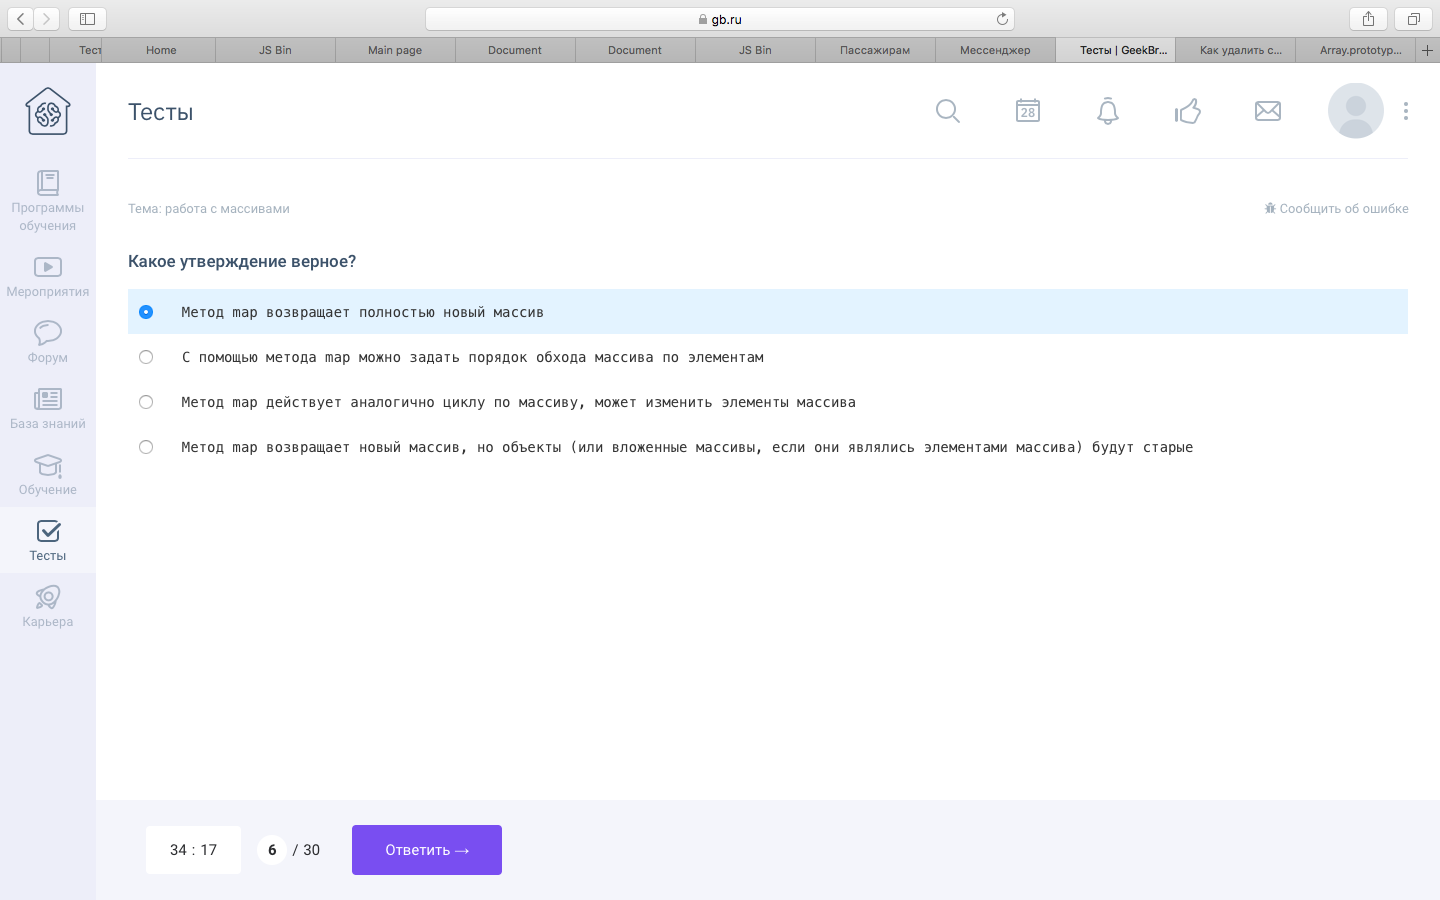 gb.ru
Тест
Home
JS Bin
Main page
Document
Document
JS Bin
Пассажирам
Мессенджер
Тесты | GeekBr...
Как удалить с...
Array.prototyp...
Тесты
28
Программы
обучения
Мероприятия
Форум
База знаний
Обучение
Тесты
Карьера
Тема: работа с массивами
Сообщить об ошибке
Какое утверждение верное?
Метод map возвращает полностью новый массив
С помощью метода map можно задать порядок обхода массива по элементам
Метод map действует аналогично циклу по массиву, может изменить элементы массива
Метод map возвращает новый массив, но объекты (или вложенные массивы, если они являлись элементами массива) будут старые
34 : 17
6 / 30
Ответить →